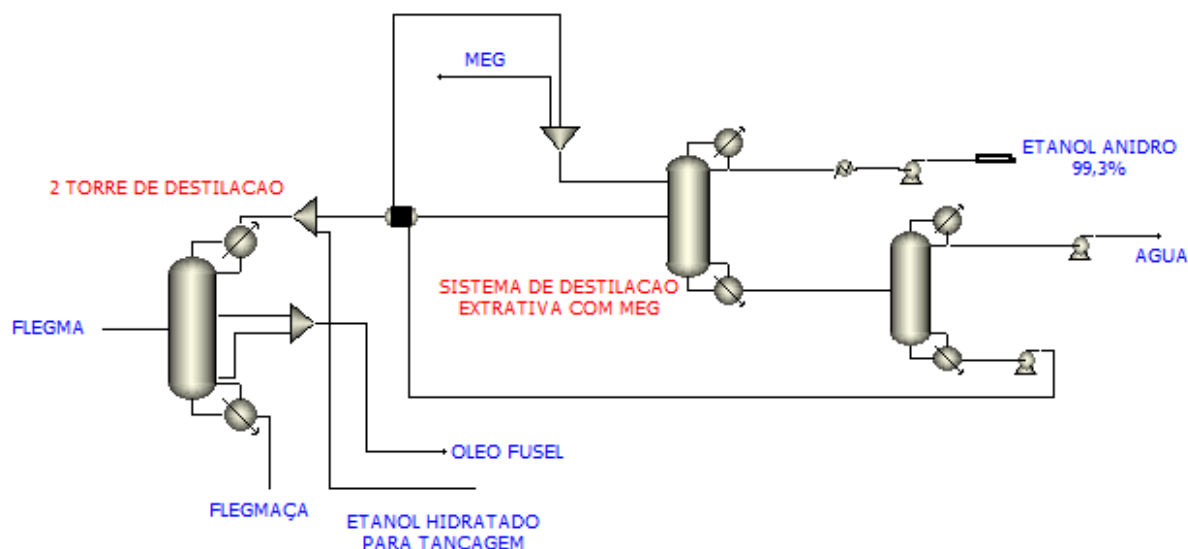 MEG
ETANOL ANIDRO
99,3%
2 TORRE DE DESTILACAO
AGUA
SISTEMA DE DESTILACAO
EXTRATIVA COM MEG
FLEGMA
OLEO FUSEL
FLEGMAÇA
ETANOL HIDRATADO
PARA TANCAGEM